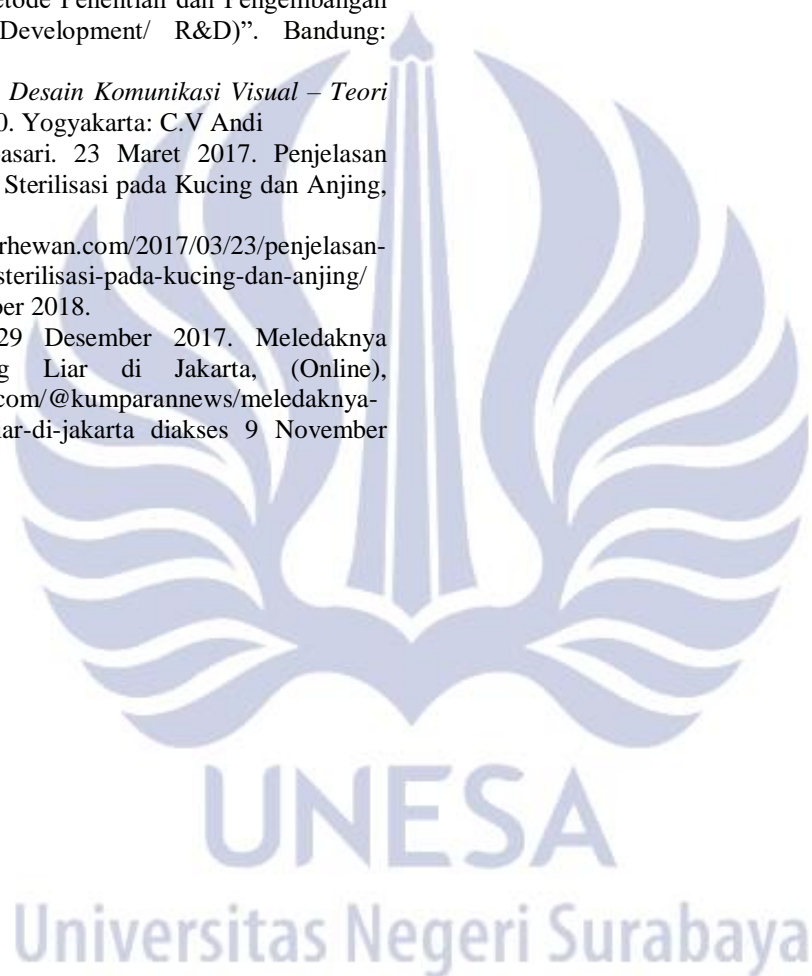 Metode Penelitian dan Pengembangan
Development/ R&D)”. Bandung:
Desain Komunikasi Visual – Teori
0. Yogyakarta: C.V Andi
asari. 23 Maret 2017. Penjelasan
Sterilisasi pada Kucing dan Anjing,
rhewan.com/2017/03/23/penjelasan-
sterilisasi-pada-kucing-dan-anjing/
ber 2018.
29 Desember 2017. Meledaknya
g Liar di Jakarta, (Online),
com/@kumparannews/meledaknya-
iar-di-jakarta diakses 9 November
UNESA
Universitas Negeri Surabaya